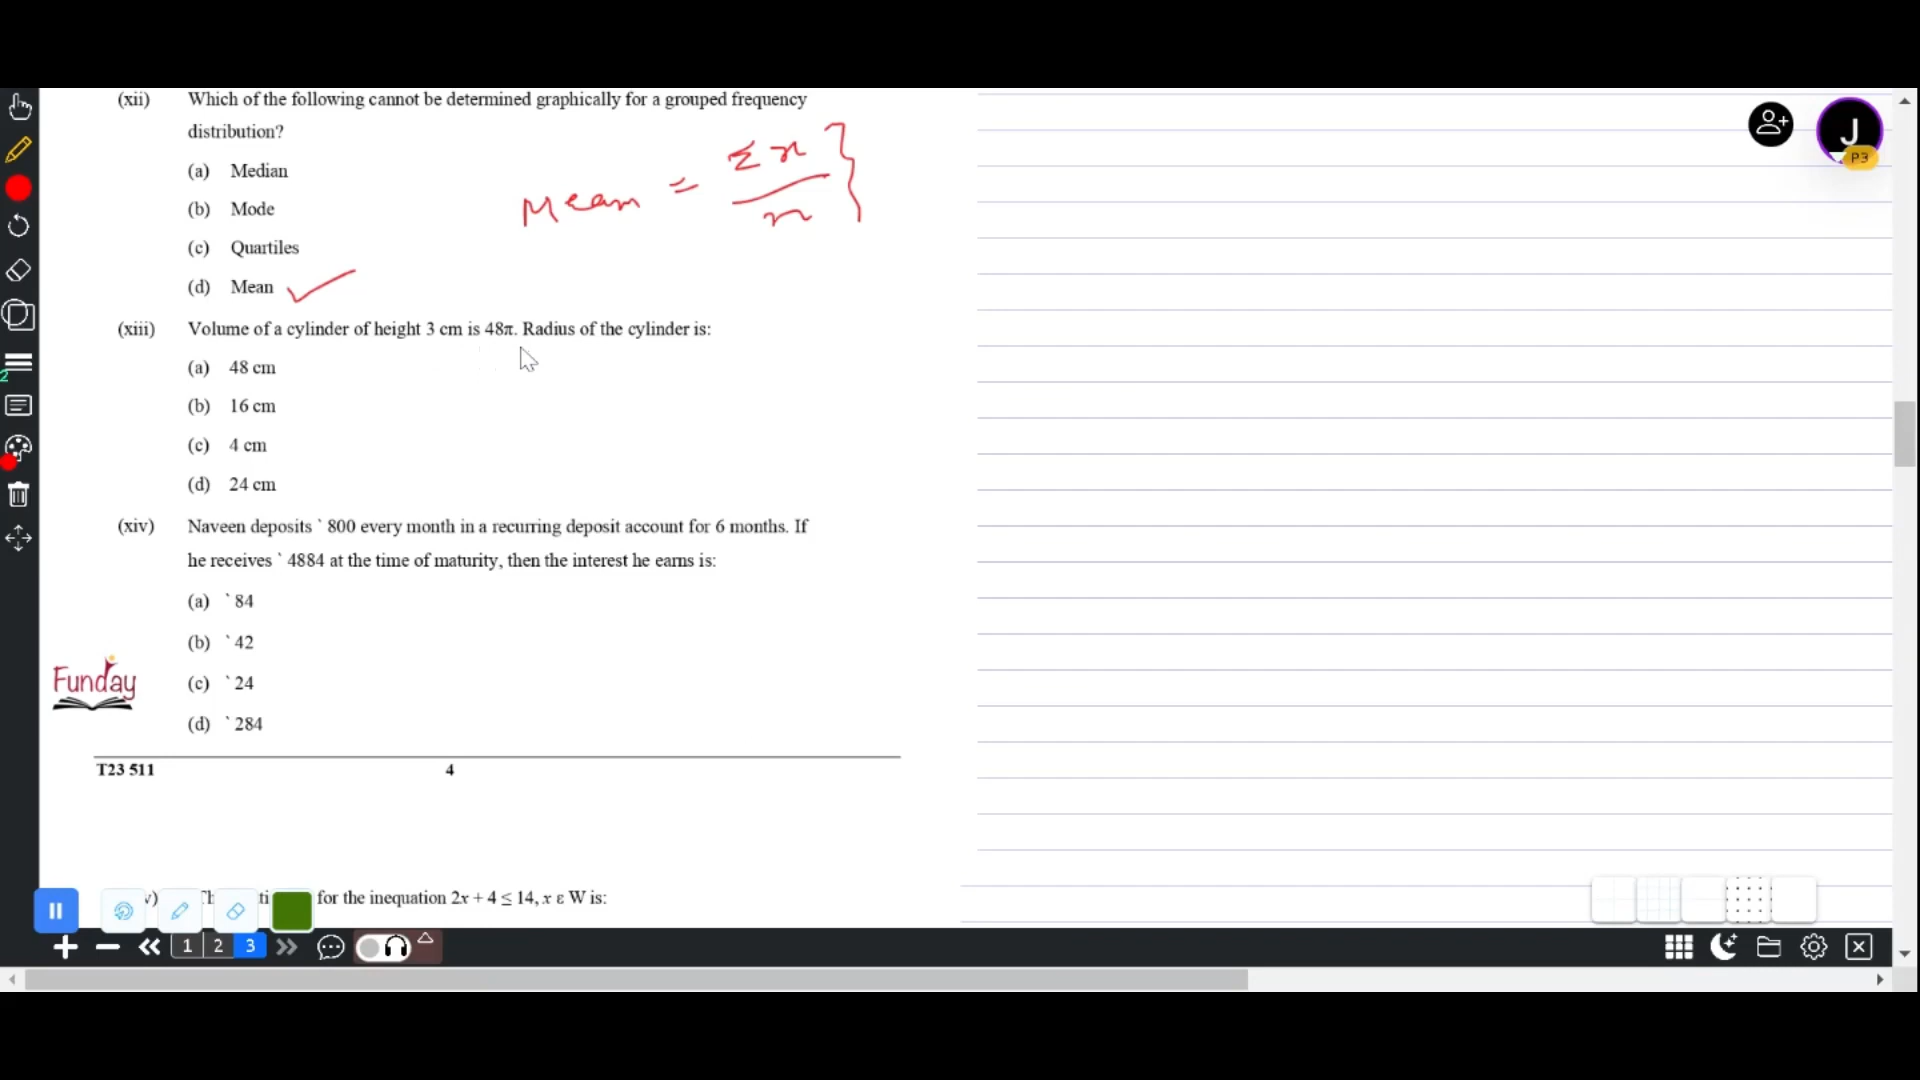 (xii) Which of the following cannot be determined graphically for a grouped frequency
distribution?
(a) Median
(b) Mode
(c) Quartiles
(d) Mean
Mean = Σx
n
(xiii) Volume of a cylinder of height 3 cm is 48π. Radius of the cylinder is:
(a) 48 cm
(b) 16 cm
(c) 4 cm
(d) 24 cm
(xiv) Naveen deposits ` 800 every month in a recurring deposit account for 6 months. If
he receives ` 4884 at the time of maturity, then the interest he earns is:
(a) ` 84
(b) ` 42
(c) ` 24
(d) ` 284
Funday
T23 511 4
for the inequation 2x + 4 ≤ 14, x ε W is:
1 2 3
J
P3
2